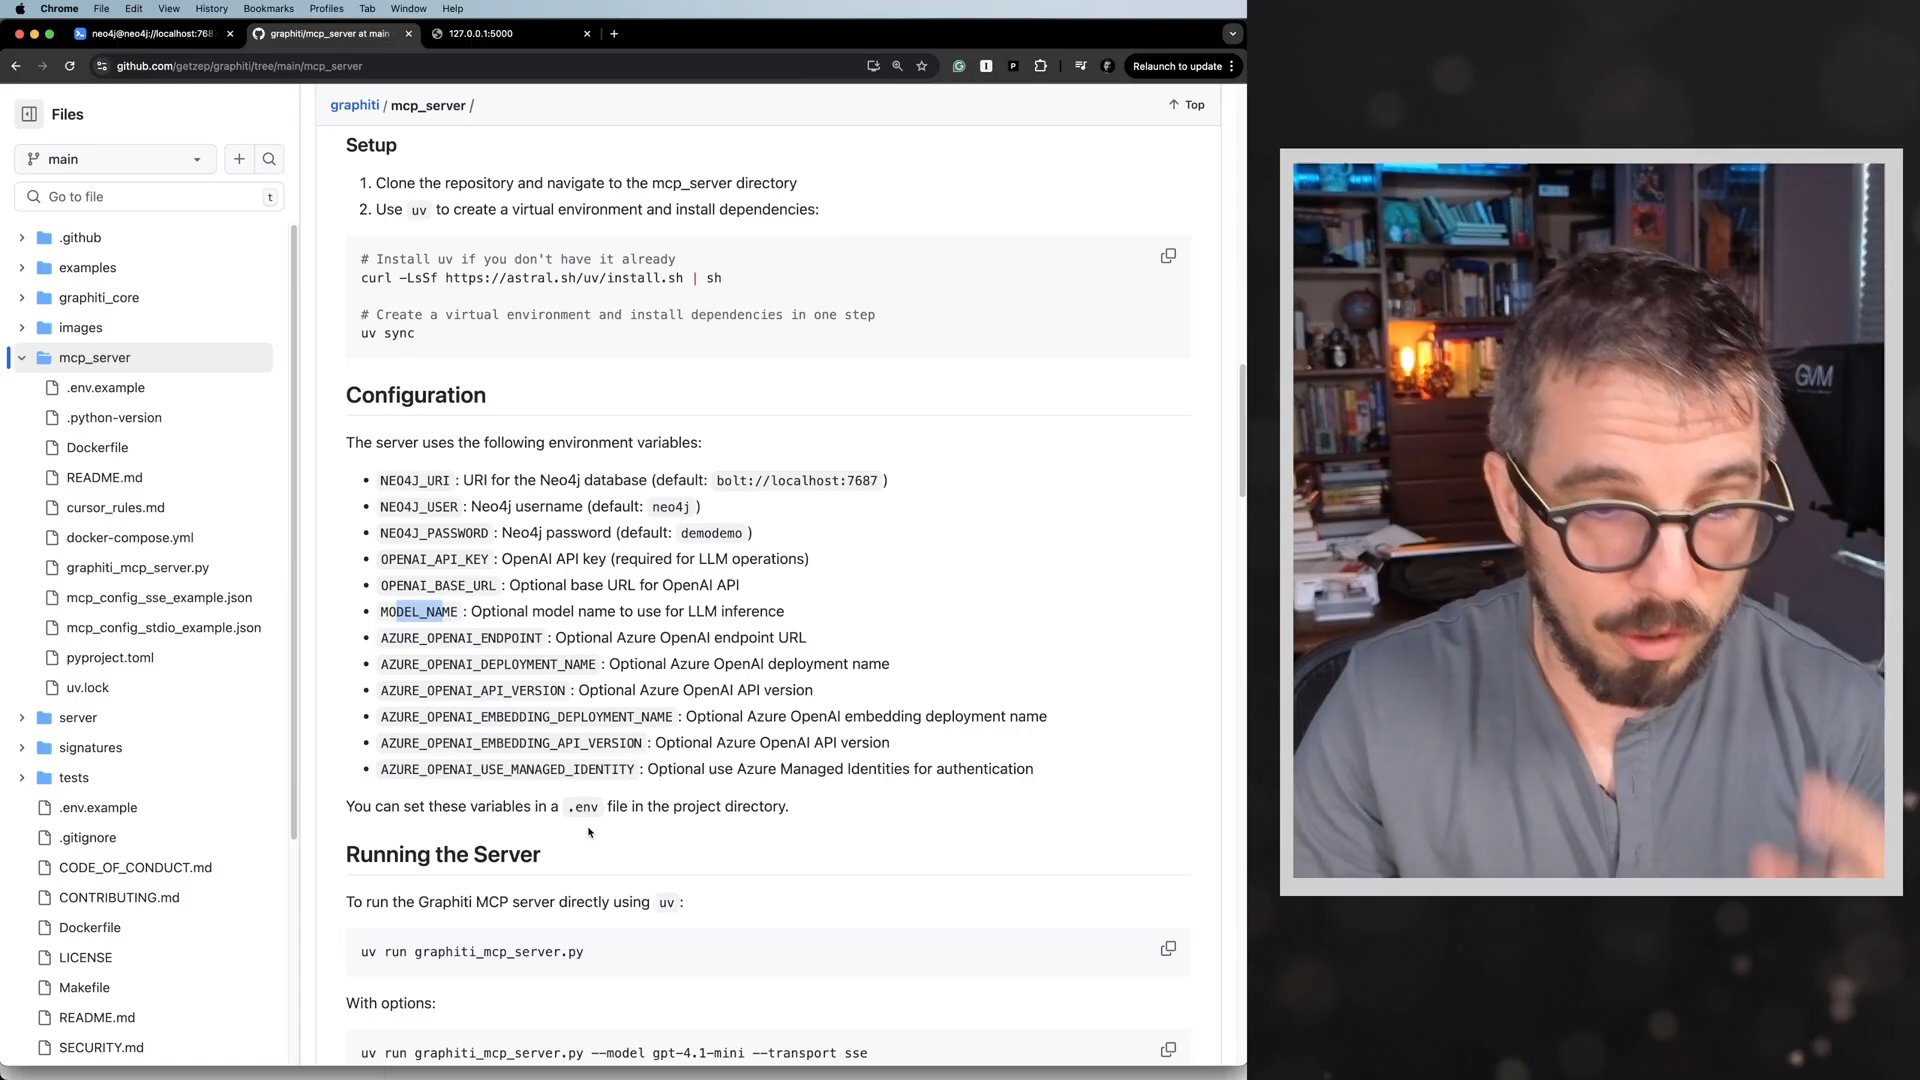 Chrome File Edit View History Bookmarks Profiles Tab Window Help
neo4j@neo4j://localhost:768 graphiti/mcp_server at main 127.0.0.1:5000
github.com/getzep/graphiti/tree/main/mcp_server Relaunch to update
Files
main
Go to file t
.github
examples
graphiti_core
images
mcp_server
.env.example
.python-version
Dockerfile
README.md
cursor_rules.md
docker-compose.yml
graphiti_mcp_server.py
mcp_config_sse_example.json
mcp_config_stdio_example.json
pyproject.toml
uv.lock
server
signatures
tests
.env.example
.gitignore
CODE_OF_CONDUCT.md
CONTRIBUTING.md
Dockerfile
LICENSE
Makefile
README.md
SECURITY.md
graphiti / mcp_server / Top
Setup
1. Clone the repository and navigate to the mcp_server directory
2. Use uv to create a virtual environment and install dependencies:
# Install uv if you don't have it already
curl -LsSf https://astral.sh/uv/install.sh | sh
# Create a virtual environment and install dependencies in one step
uv sync
Configuration
The server uses the following environment variables:
• NEO4J_URI : URI for the Neo4j database (default: bolt://localhost:7687 )
• NEO4J_USER : Neo4j username (default: neo4j )
• NEO4J_PASSWORD : Neo4j password (default: demodemo )
• OPENAI_API_KEY : OpenAI API key (required for LLM operations)
• OPENAI_BASE_URL : Optional base URL for OpenAI API
• MODEL_NAME : Optional model name to use for LLM inference
• AZURE_OPENAI_ENDPOINT : Optional Azure OpenAI endpoint URL
• AZURE_OPENAI_DEPLOYMENT_NAME : Optional Azure OpenAI deployment name
• AZURE_OPENAI_API_VERSION : Optional Azure OpenAI API version
• AZURE_OPENAI_EMBEDDING_DEPLOYMENT_NAME : Optional Azure OpenAI embedding deployment name
• AZURE_OPENAI_EMBEDDING_API_VERSION : Optional Azure OpenAI API version
• AZURE_OPENAI_USE_MANAGED_IDENTITY : Optional use Azure Managed Identities for authentication
You can set these variables in a .env file in the project directory.
Running the Server
To run the Graphiti MCP server directly using uv :
uv run graphiti_mcp_server.py
With options:
uv run graphiti_mcp_server.py --model gpt-4.1-mini --transport sse
GVM